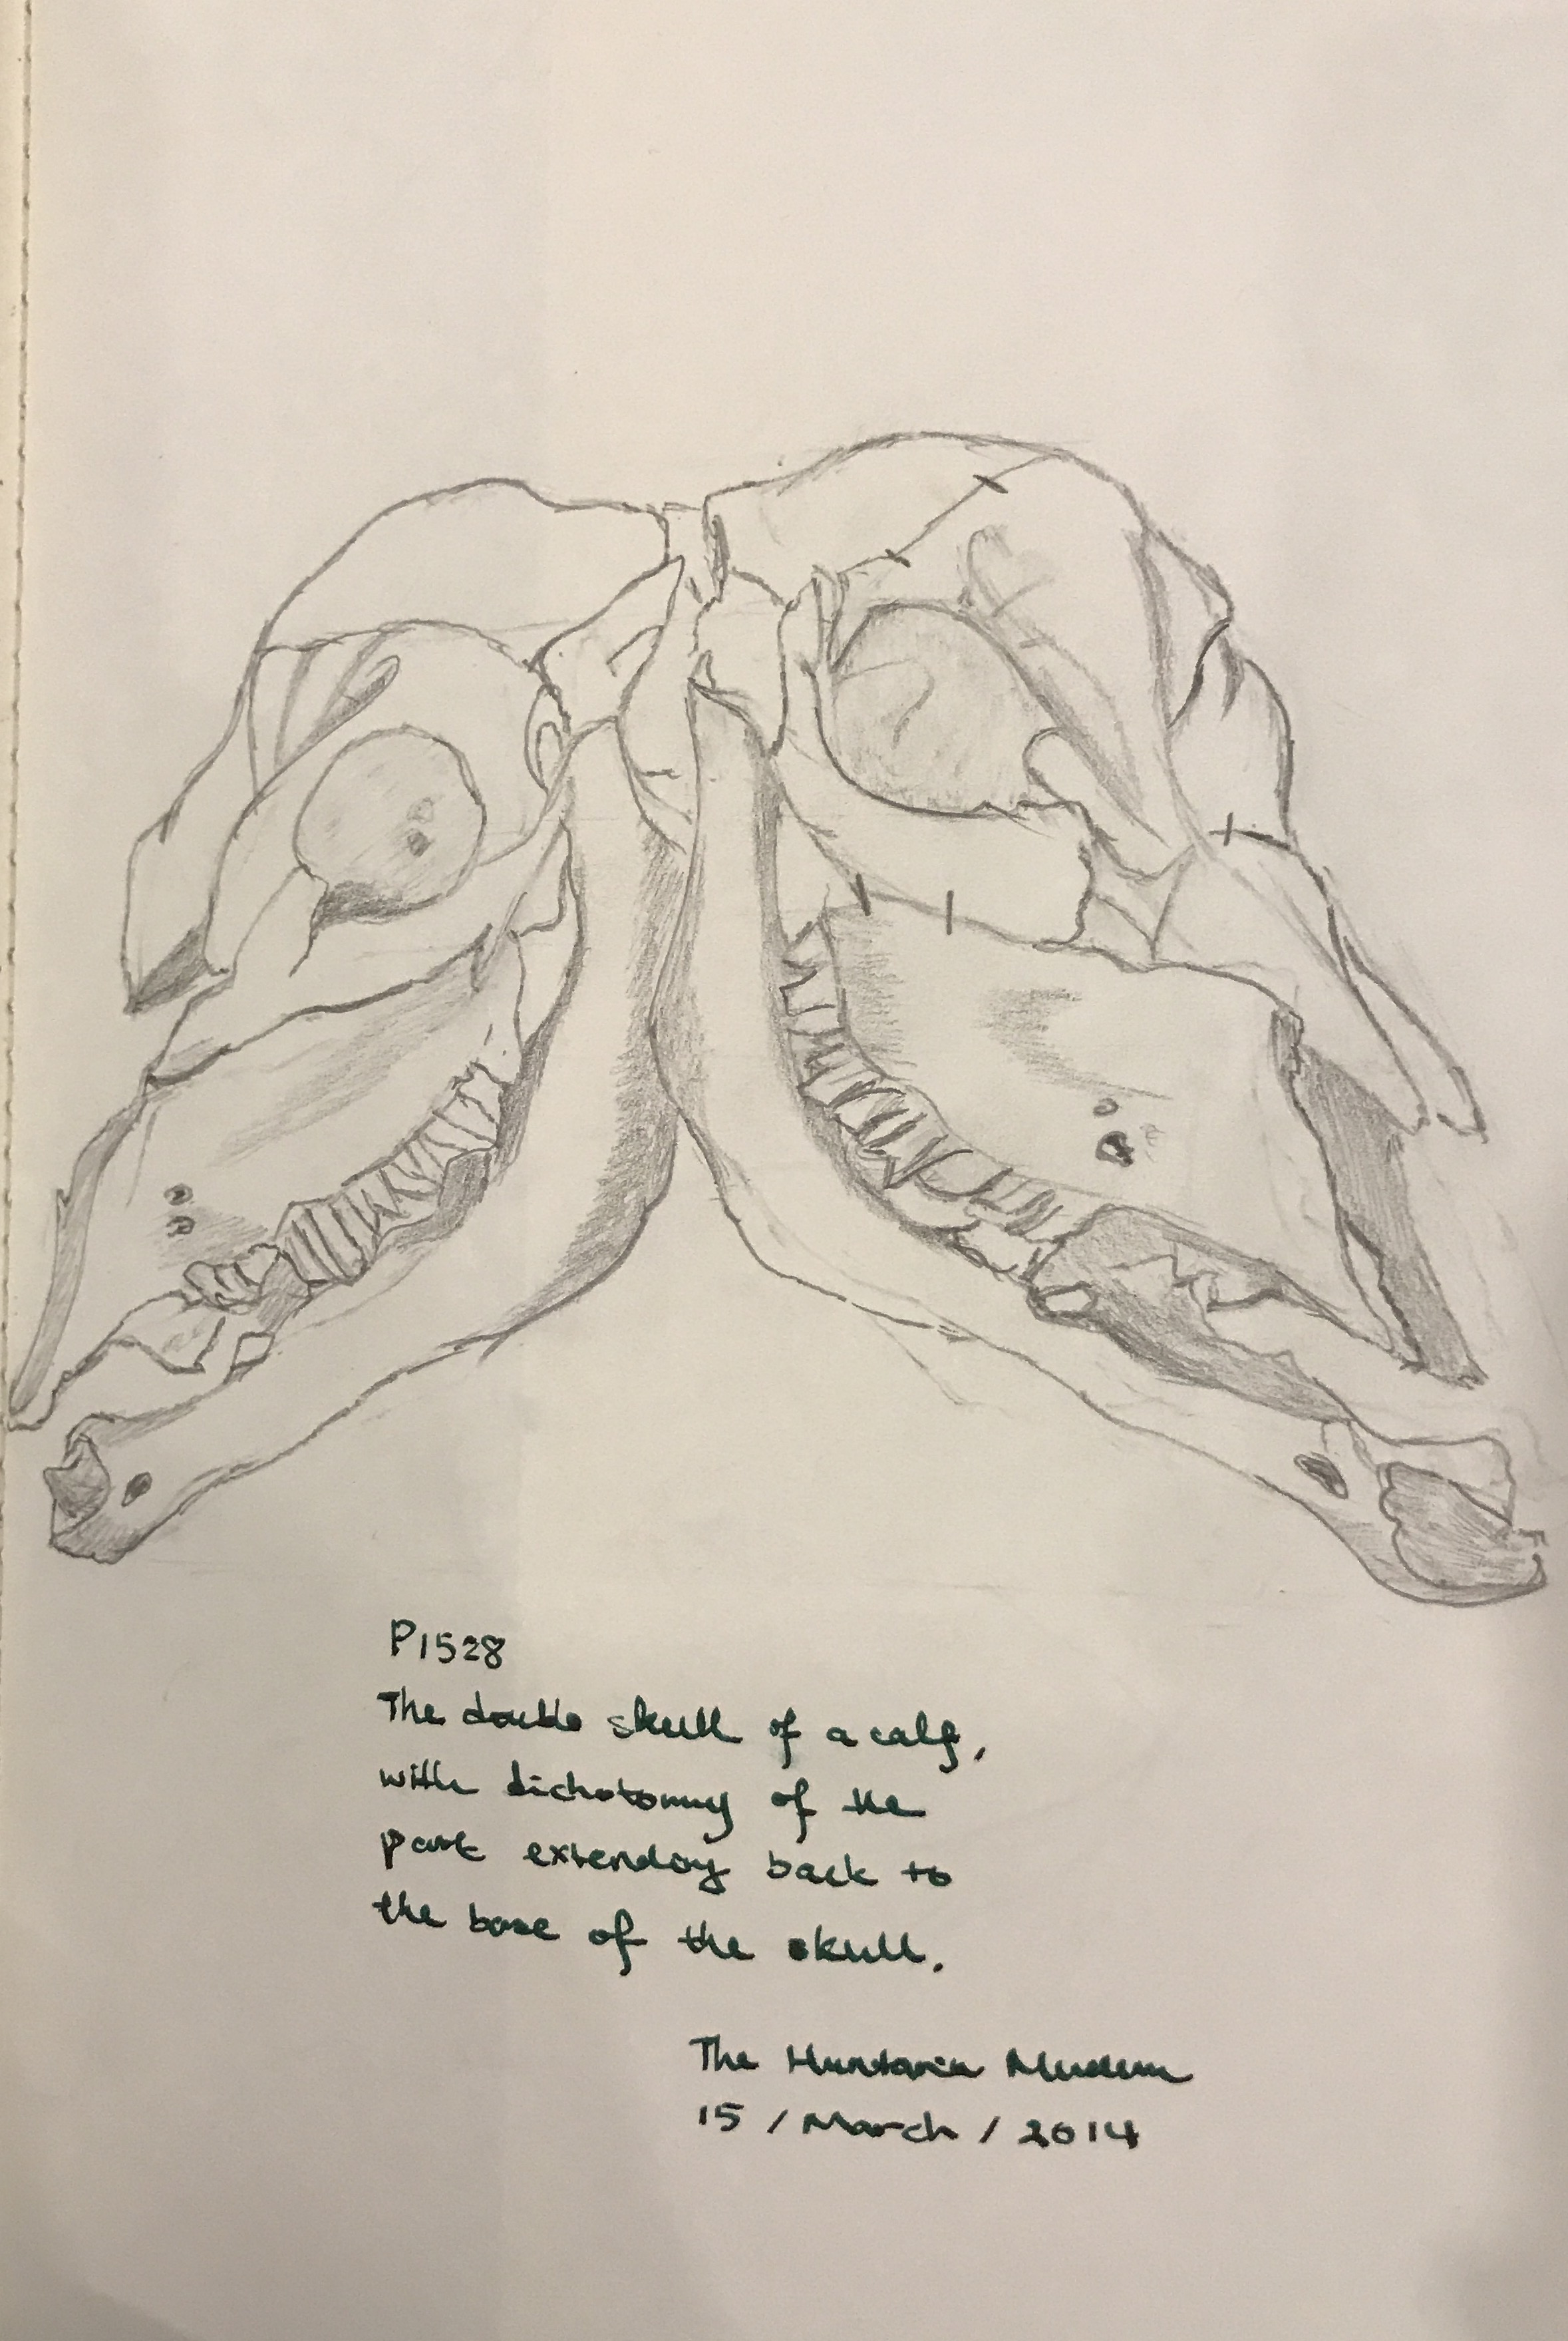 P1528
The double skull of a calf,
with dichotomy of the
part extending back to
the base of the skull.
The Hunterian Museum
15 / March / 2014